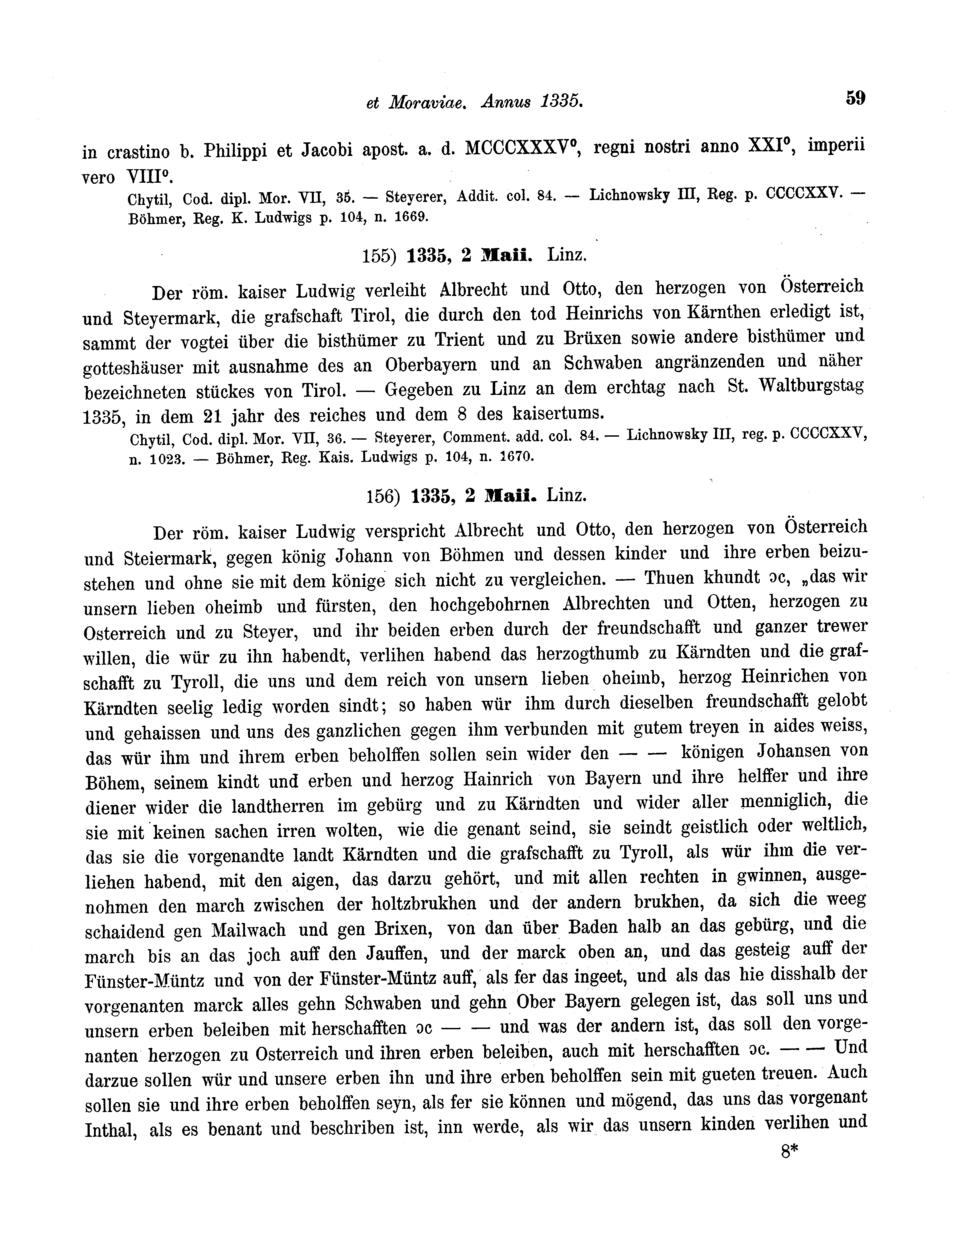 et Moraviae. Annus 1335. 59
in crastino b. Philippi et Jacobi apost. a. d. MCCCXXXV⁰, regni nostri anno XXI⁰, imperii
vero VIII⁰.
Chytil, Cod. dipl. Mor. VII, 35. — Steyerer, Addit. col. 84. — Lichnowsky III, Reg. p. CCCCXXV. —
Böhmer, Reg. K. Ludwigs p. 104, n. 1669.
155) 1335, 2 Maii. Linz.
Der röm. kaiser Ludwig verleiht Albrecht und Otto, den herzogen von Österreich
und Steyermark, die grafschaft Tirol, die durch den tod Heinrichs von Kärnthen erledigt ist,
sammt der vogtei über die bisthümer zu Trient und zu Brüxen sowie andere bisthümer und
gotteshäuser mit ausnahme des an Oberbayern und an Schwaben angränzenden und näher
bezeichneten stückes von Tirol. — Gegeben zu Linz an dem erchtag nach St. Waltburgstag
1335, in dem 21 jahr des reiches und dem 8 des kaisertums.
Chytil, Cod. dipl. Mor. VII, 36. — Steyerer, Comment. add. col. 84. — Lichnowsky III, reg. p. CCCCXXV,
n. 1023. — Böhmer, Reg. Kais. Ludwigs p. 104, n. 1670.
156) 1335, 2 Maii. Linz.
Der röm. kaiser Ludwig verspricht Albrecht und Otto, den herzogen von Österreich
und Steiermark, gegen könig Johann von Böhmen und dessen kinder und ihre erben beizu-
stehen und ohne sie mit dem könige sich nicht zu vergleichen. — Thuen khundt ɔc, „das wir
unsern lieben oheimb und fürsten, den hochgebohrnen Albrechten und Otten, herzogen zu
Osterreich und zu Steyer, und ihr beiden erben durch der freundschafft und ganzer trewer
willen, die wür zu ihn habendt, verlihen habend das herzogthumb zu Kärndten und die graf-
schafft zu Tyroll, die uns und dem reich von unsern lieben oheimb, herzog Heinrichen von
Kärndten seelig ledig worden sindt; so haben wür ihm durch dieselben freundschafft gelobt
und gehaissen und uns des ganzlichen gegen ihm verbunden mit gutem treyen in aides weiss,
das wür ihm und ihrem erben beholffen sollen sein wider den — — königen Johansen von
Böhem, seinem kindt und erben und herzog Hainrich von Bayern und ihre helffer und ihre
diener wider die landtherren im gebürg und zu Kärndten und wider aller menniglich, die
sie mit keinen sachen irren wolten, wie die genant seind, sie seindt geistlich oder weltlich,
das sie die vorgenandte landt Kärndten und die grafschafft zu Tyroll, als wür ihm die ver-
liehen habend, mit den aigen, das darzu gehört, und mit allen rechten in gwinnen, ausge-
nohmen den march zwischen der holtzbrukhen und der andern brukhen, da sich die weeg
schaidend gen Mailwach und gen Brixen, von dan über Baden halb an das gebürg, und die
march bis an das joch auff den Jauffen, und der marck oben an, und das gesteig auff der
Fünster-Müntz und von der Fünster-Müntz auff, als fer das ingeet, und als das hie disshalb der
vorgenanten marck alles gehn Schwaben und gehn Ober Bayern gelegen ist, das soll uns und
unsern erben beleiben mit herschafften ɔc — — und was der andern ist, das soll den vorge-
nanten herzogen zu Osterreich und ihren erben beleiben, auch mit herschafften ɔc. — — Und
darzue sollen wür und unsere erben ihn und ihre erben beholffen sein mit gueten treuen. Auch
sollen sie und ihre erben beholffen seyn, als fer sie können und mögend, das uns das vorgenant
Inthal, als es benant und beschriben ist, inn werde, als wir das unsern kinden verlihen und
8*